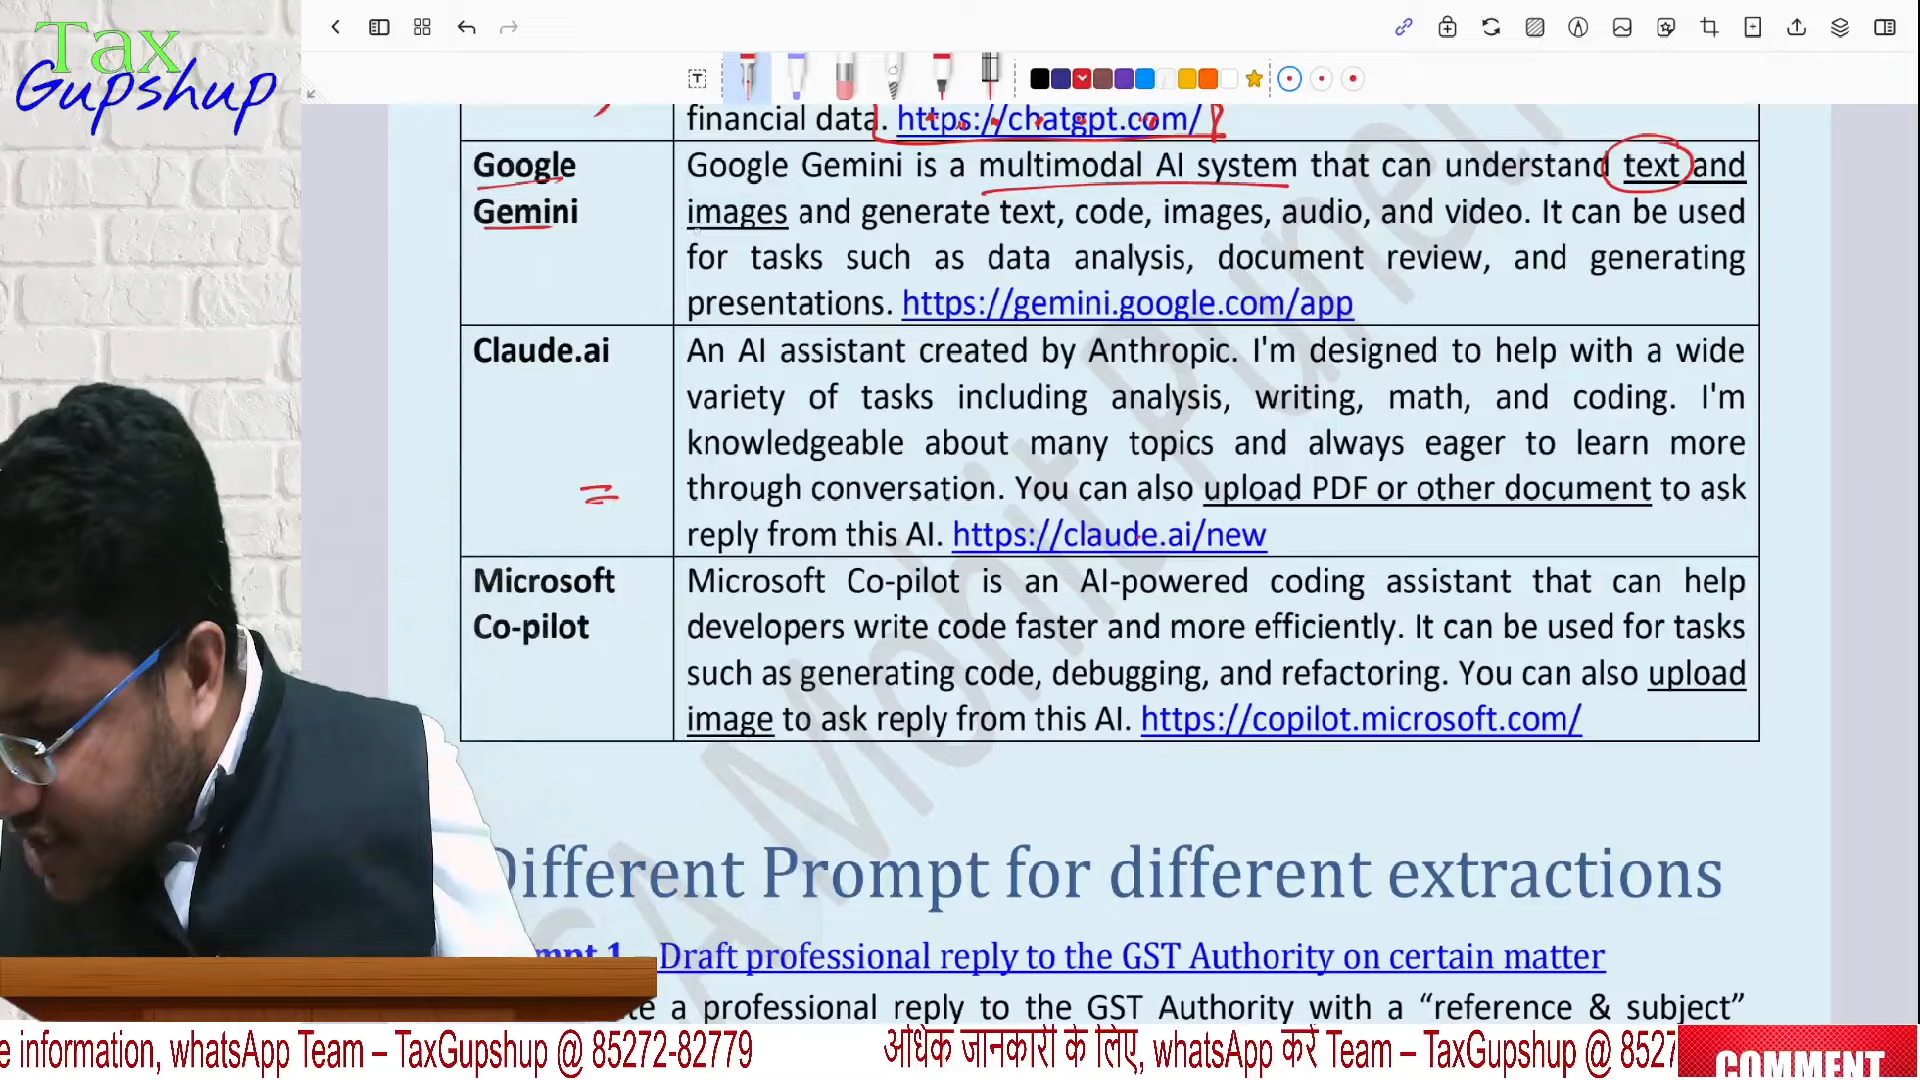 Tax
Gupshup
financial data. https://chatgpt.com/
Google Gemini
Google Gemini is a multimodal AI system that can understand text and
images and generate text, code, images, audio, and video. It can be used
for tasks such as data analysis, document review, and generating
presentations. https://gemini.google.com/app
Claude.ai
An AI assistant created by Anthropic. I'm designed to help with a wide
variety of tasks including analysis, writing, math, and coding. I'm
knowledgeable about many topics and always eager to learn more
through conversation. You can also upload PDF or other document to ask
reply from this AI. https://claude.ai/new
Microsoft
Co-pilot
Microsoft Co-pilot is an AI-powered coding assistant that can help
developers write code faster and more efficiently. It can be used for tasks
such as generating code, debugging, and refactoring. You can also upload
image to ask reply from this AI. https://copilot.microsoft.com/
Different Prompt for different extractions
1 Draft professional reply to the GST Authority on certain matter
a professional reply to the GST Authority with a “reference & subject”
information, whatsApp Team – TaxGupshup @ 85272-82779
अधिक जानकारी के लिए, whatsApp करें Team – TaxGupshup @ 8527
COMMENT